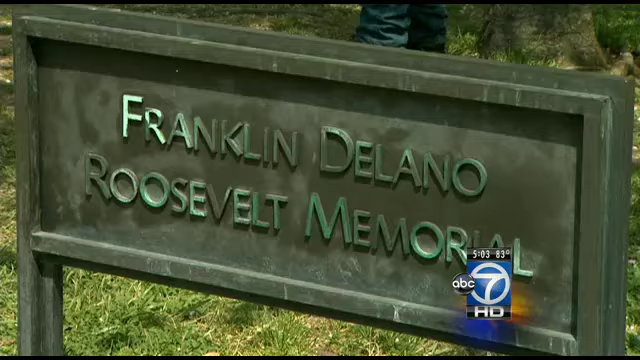 FRANKLIN DELANO
ROOSEVELT MEMORIAL
5:03 83°
abc 7
HD